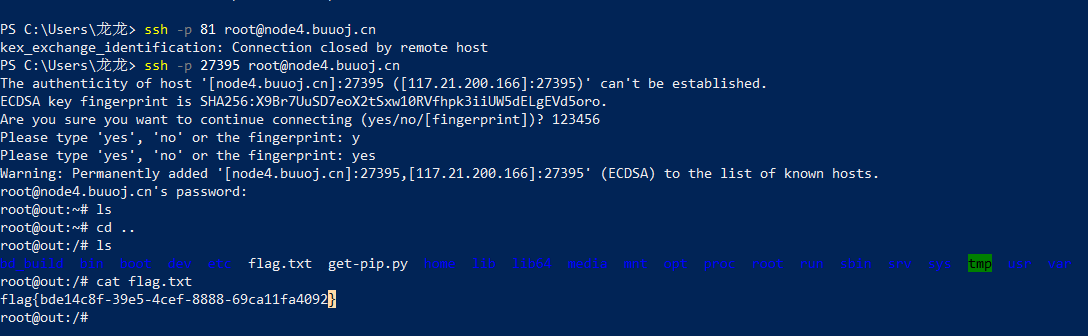 PS C:\Users\龙龙> ssh -p 81 root@node4.buuoj.cn
kex_exchange_identification: Connection closed by remote host
PS C:\Users\龙龙> ssh -p 27395 root@node4.buuoj.cn
The authenticity of host '[node4.buuoj.cn]:27395 ([117.21.200.166]:27395)' can't be established.
ECDSA key fingerprint is SHA256:X9Br7UuSD7eoX2tSxw10RVfhpk3iiUW5dELgEVd5oro.
Are you sure you want to continue connecting (yes/no/[fingerprint])? 123456
Please type 'yes', 'no' or the fingerprint: y
Please type 'yes', 'no' or the fingerprint: yes
Warning: Permanently added '[node4.buuoj.cn]:27395,[117.21.200.166]:27395' (ECDSA) to the list of known hosts.
root@node4.buuoj.cn's password:
root@out:~# ls
root@out:~# cd ..
root@out:/# ls
bd_build bin boot dev etc flag.txt get-pip.py home lib lib64 media mnt opt proc root run sbin srv sys tmp usr var
root@out:/# cat flag.txt
flag{bde14c8f-39e5-4cef-8888-69ca11fa4092}
root@out:/#